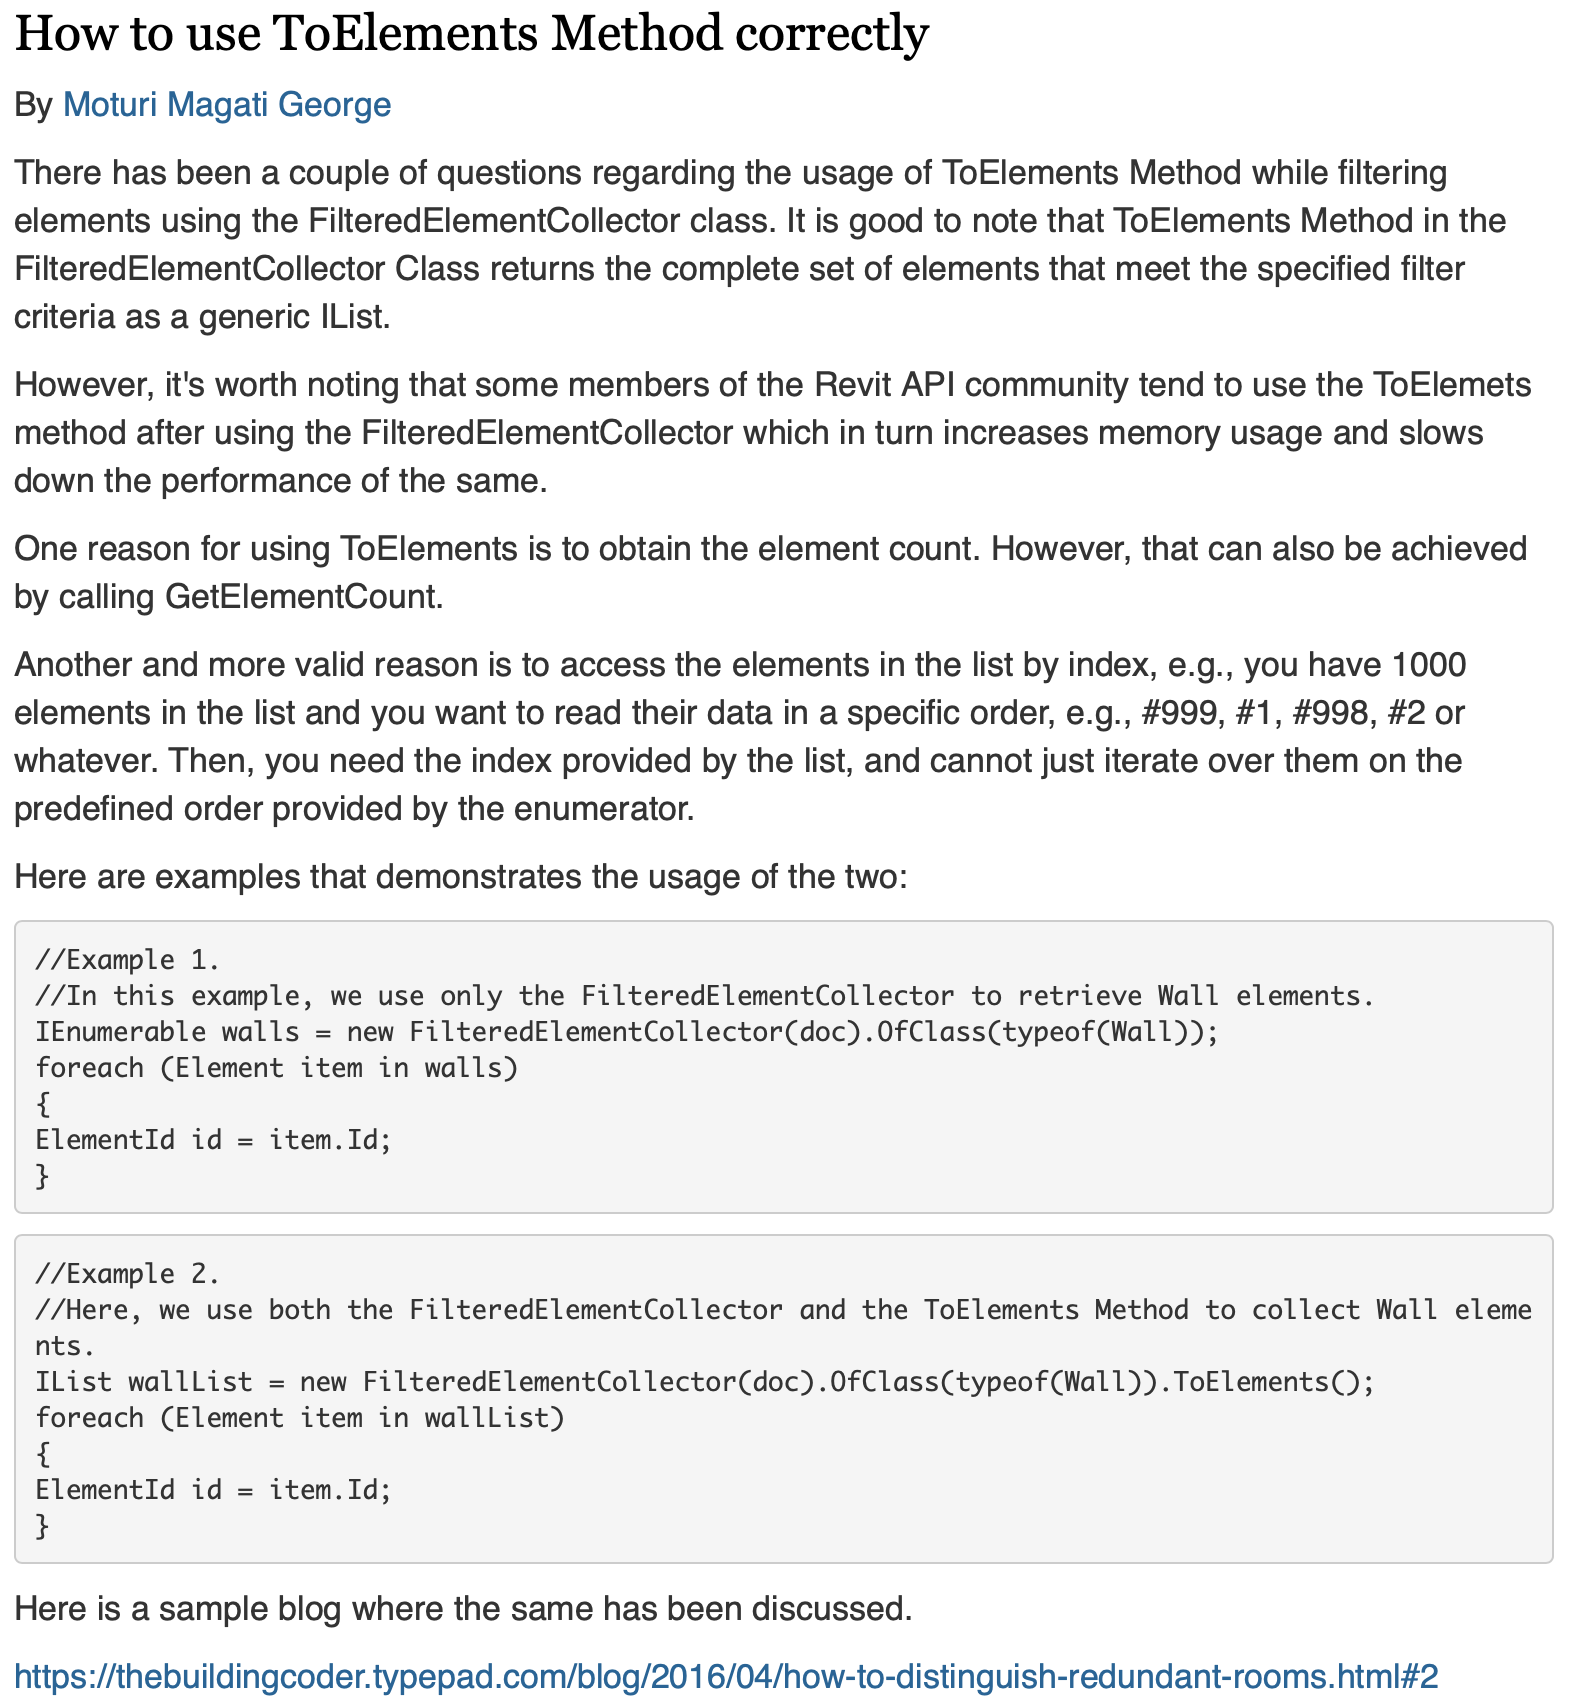 How to use ToElements Method correctly
By Moturi Magati George
There has been a couple of questions regarding the usage of ToElements Method while filtering
elements using the FilteredElementCollector class. It is good to note that ToElements Method in the
FilteredElementCollector Class returns the complete set of elements that meet the specified filter
criteria as a generic IList.
However, it's worth noting that some members of the Revit API community tend to use the ToElemets
method after using the FilteredElementCollector which in turn increases memory usage and slows
down the performance of the same.
One reason for using ToElements is to obtain the element count. However, that can also be achieved
by calling GetElementCount.
Another and more valid reason is to access the elements in the list by index, e.g., you have 1000
elements in the list and you want to read their data in a specific order, e.g., #999, #1, #998, #2 or
whatever. Then, you need the index provided by the list, and cannot just iterate over them on the
predefined order provided by the enumerator.
Here are examples that demonstrates the usage of the two:
//Example 1.
//In this example, we use only the FilteredElementCollector to retrieve Wall elements.
IEnumerable walls = new FilteredElementCollector(doc).OfClass(typeof(Wall));
foreach (Element item in walls)
{
ElementId id = item.Id;
}
//Example 2.
//Here, we use both the FilteredElementCollector and the ToElements Method to collect Wall eleme
nts.
IList wallList = new FilteredElementCollector(doc).OfClass(typeof(Wall)).ToElements();
foreach (Element item in wallList)
{
ElementId id = item.Id;
}
Here is a sample blog where the same has been discussed.
https://thebuildingcoder.typepad.com/blog/2016/04/how-to-distinguish-redundant-rooms.html#2